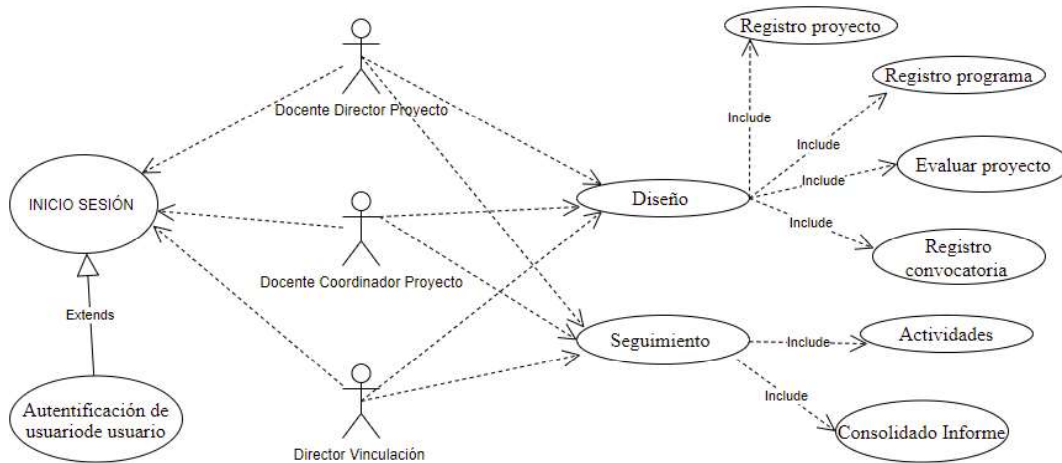 Registro proyecto
Registro programa
Docente Director Proyecto
Include
Include
Evaluar proyecto
Include
INICIO SESIÓN
Diseño
Include
Registro
convocatoria
Docente Coordinador Proyecto
Extends
Seguimiento
Include
Actividades
Include
Autentificación de
usuariode usuario
Consolidado Informe
Director Vinculación